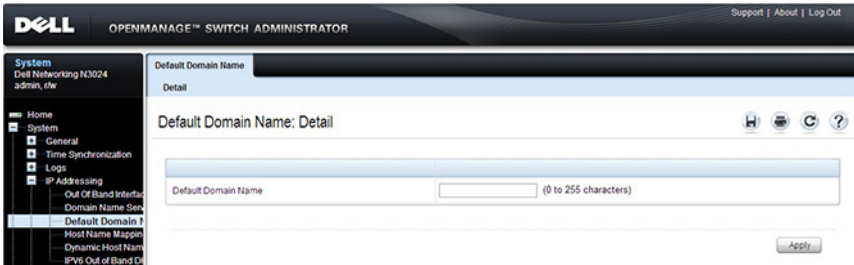 DELL OPENMANAGE™ SWITCH ADMINISTRATOR
Support | About | Log Out
System
Dell Networking N3024
admin, r/w
Home
System
General
Time Synchronization
Logs
IP Addressing
Out Of Band Interfac
Domain Name Serv
Default Domain N
Host Name Mappin
Dynamic Host Nam
IPV6 Out of Band D
Default Domain Name
Detail
Default Domain Name: Detail
Default Domain Name (0 to 255 characters)
Apply